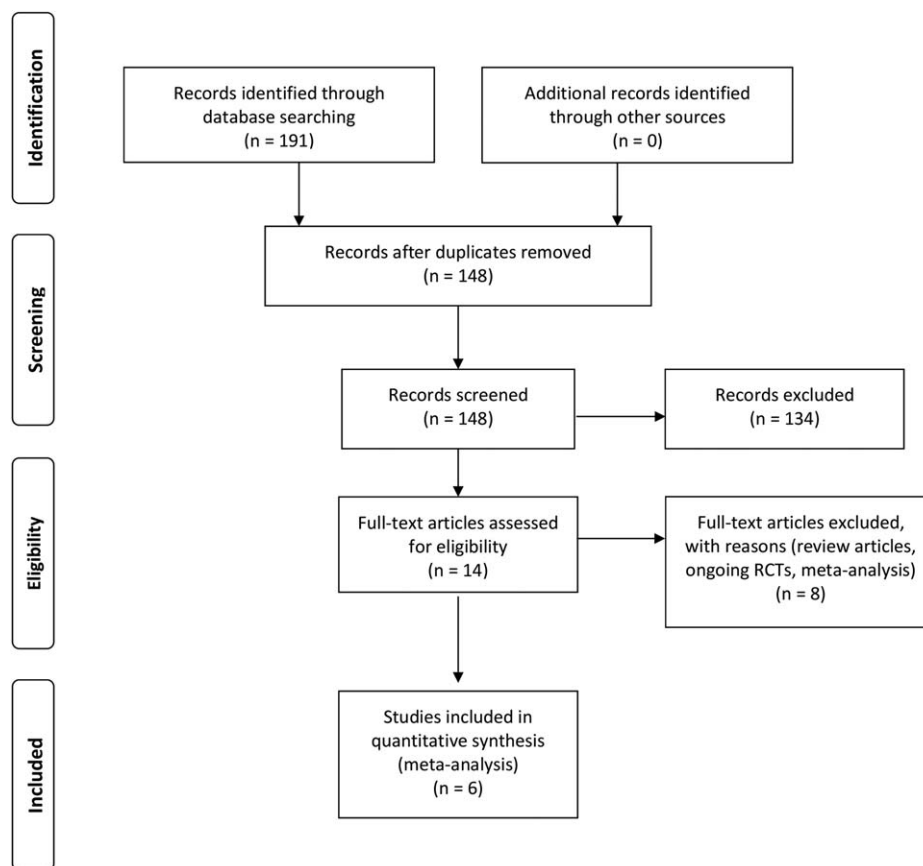 Identification
Records identified through
database searching
(n = 191)
Additional records identified
through other sources
(n = 0)
Screening
Records after duplicates removed
(n = 148)
Records screened
(n = 148)
Records excluded
(n = 134)
Eligibility
Full-text articles assessed
for eligibility
(n = 14)
Full-text articles excluded,
with reasons (review articles,
ongoing RCTs, meta-analysis)
(n = 8)
Included
Studies included in
quantitative synthesis
(meta-analysis)
(n = 6)